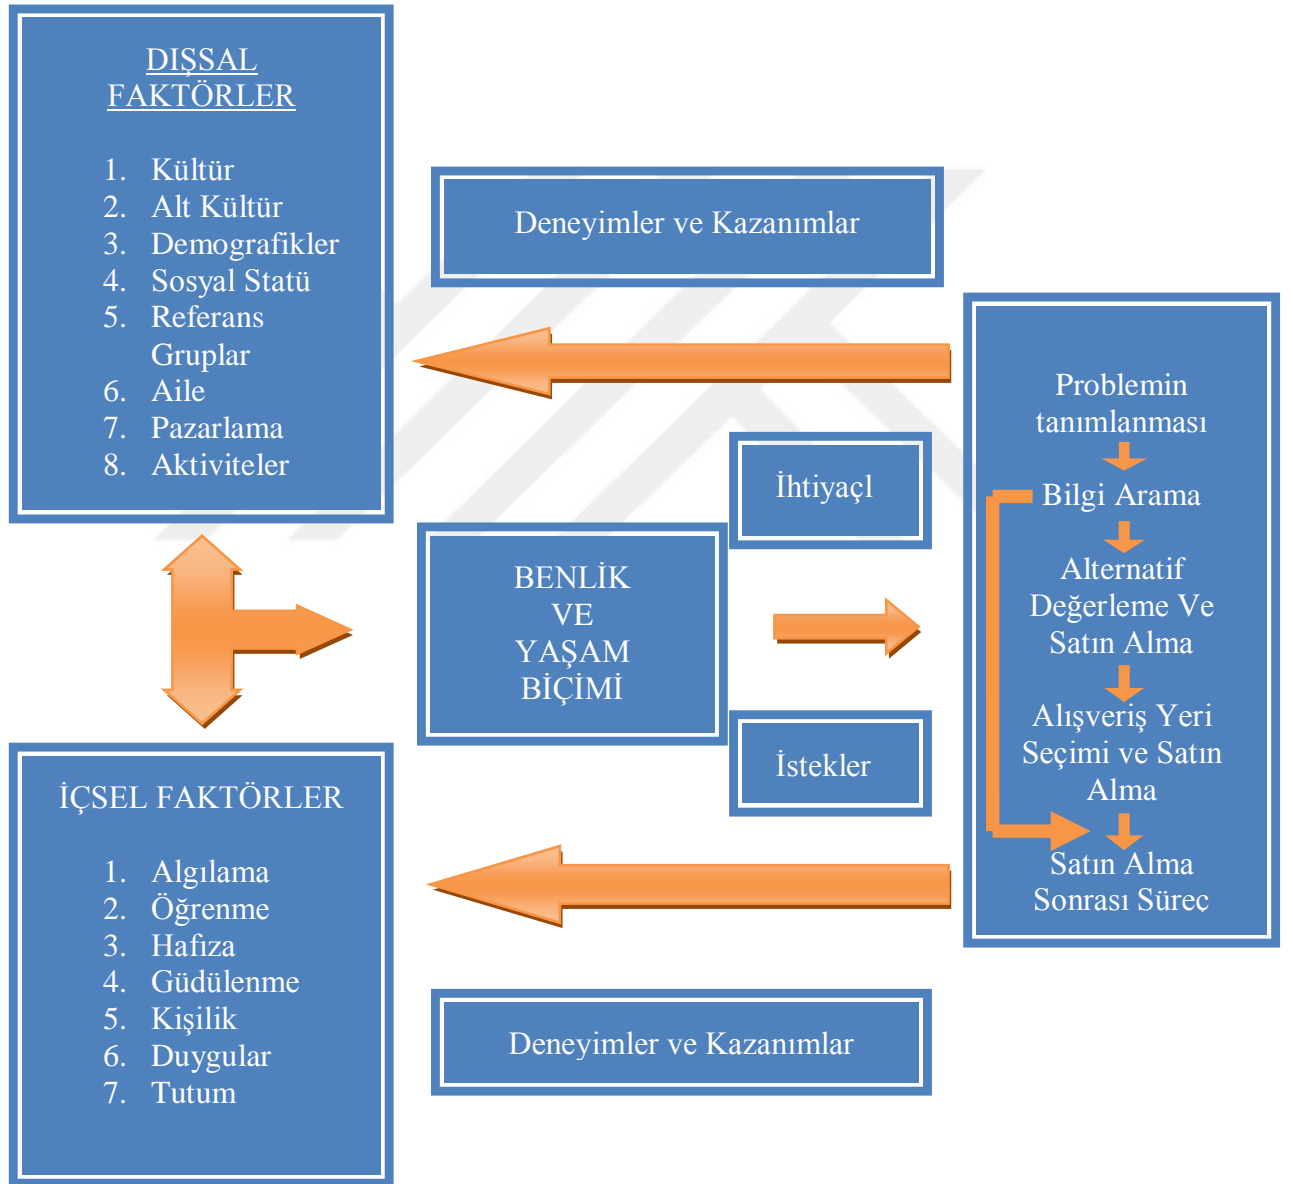 DIŞSAL
FAKTÖRLER
1. Kültür
2. Alt Kültür
3. Demografikler
4. Sosyal Statü
5. Referans
Gruplar
6. Aile
7. Pazarlama
8. Aktiviteler
Deneyimler ve Kazanımlar
İhtiyaçl
BENLİK
VE
YAŞAM
BİÇİMİ
İstekler
Problemin
tanımlanması
Bilgi Arama
Alternatif
Değerleme Ve
Satın Alma
Alışveriş Yeri
Seçimi ve Satın
Alma
Satın Alma
Sonrası Süreç
İÇSEL FAKTÖRLER
1. Algılama
2. Öğrenme
3. Hafıza
4. Güdülenme
5. Kişilik
6. Duygular
7. Tutum
Deneyimler ve Kazanımlar